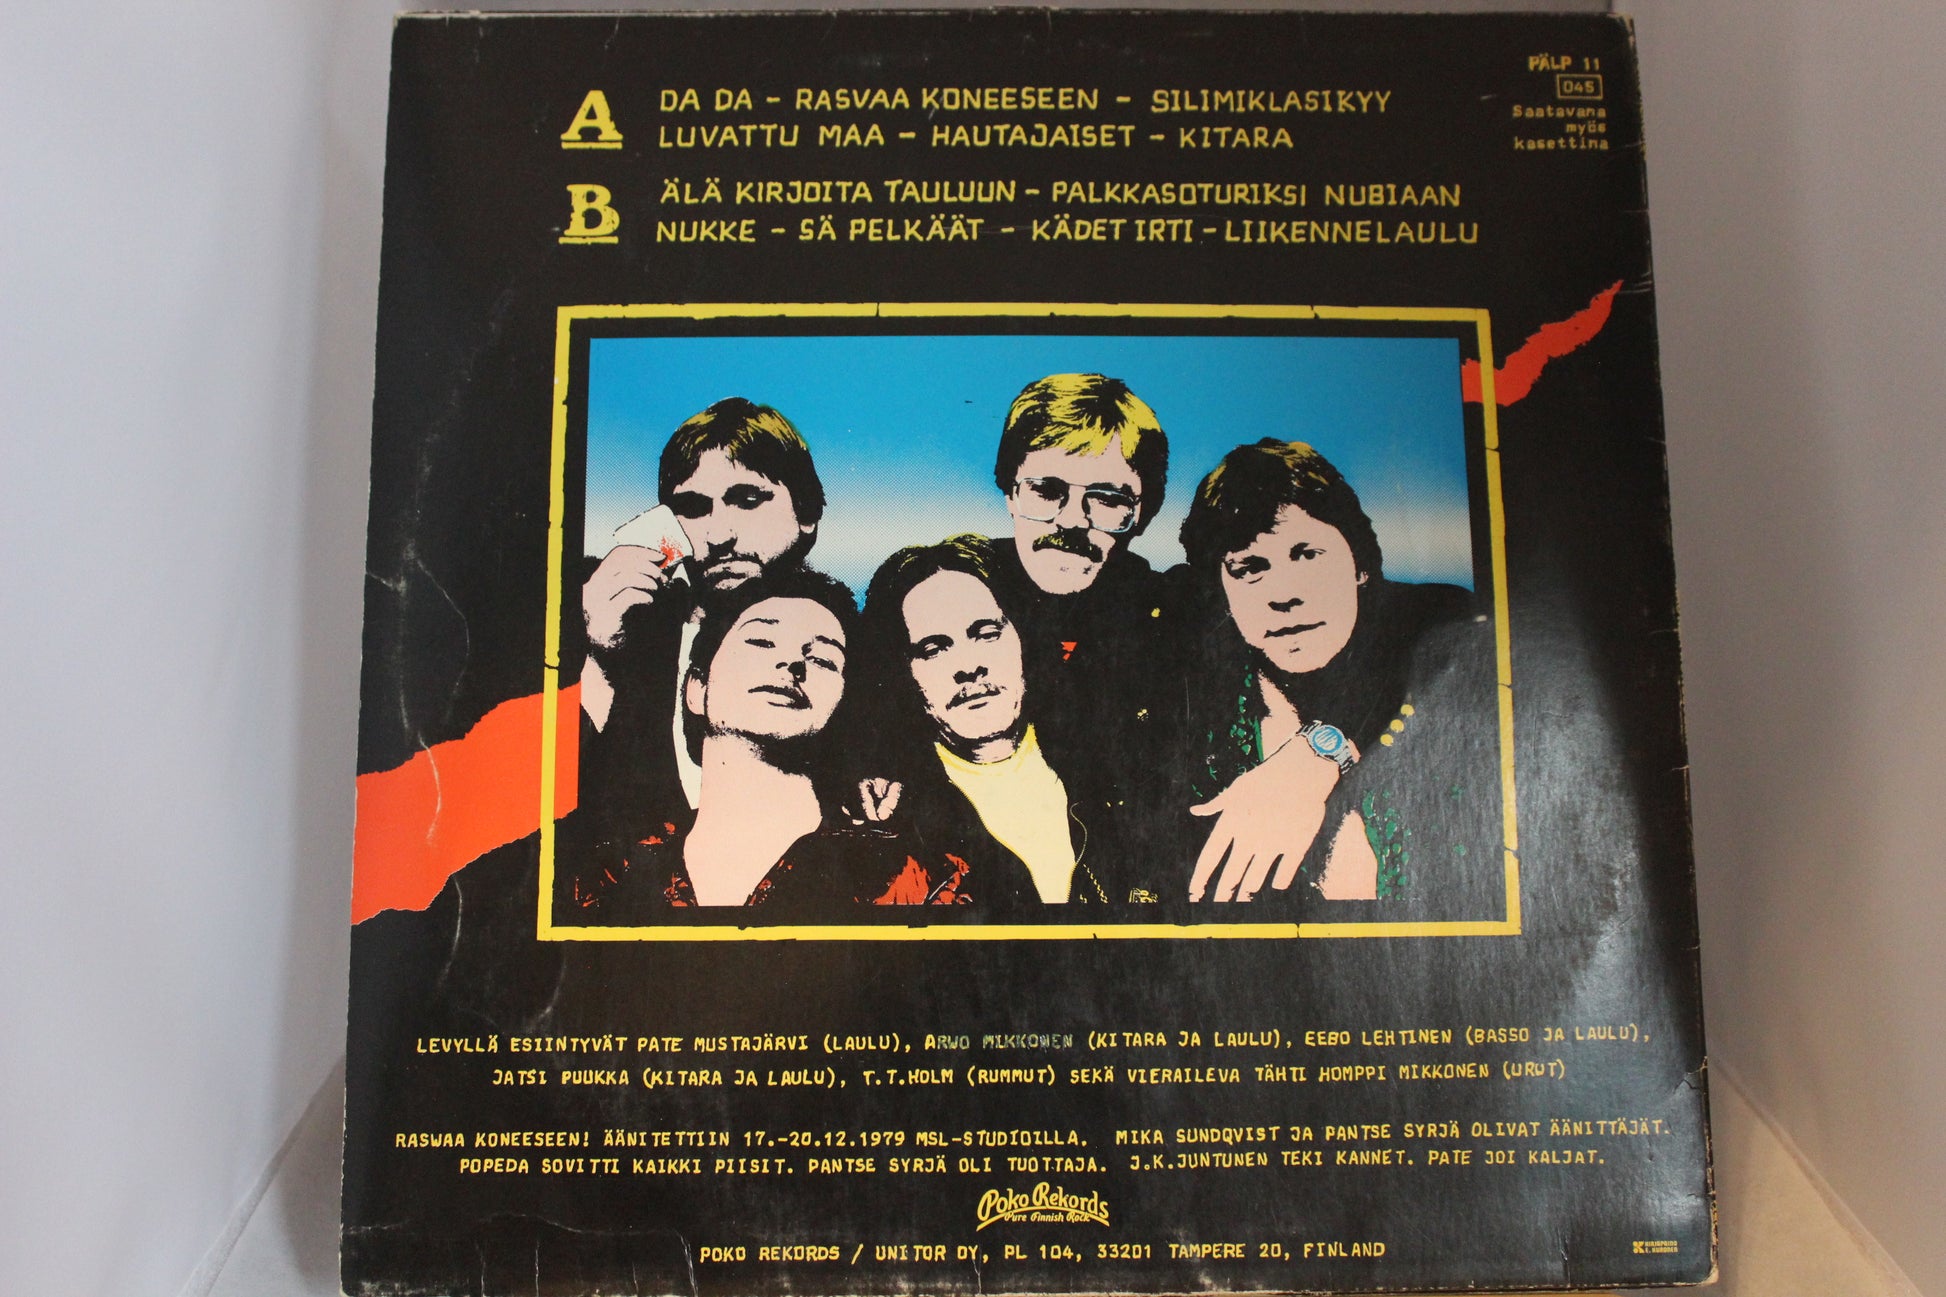 A
DA DA - RASVAA KONEESEEN - SILIMIKLASIKYY
LUVATTU MAA - HAUTAJAISET - KITARA
B
ÄLÄ KIRJOITA TAULUUN - PALKKASOTURIKSI NUBIAAN
NUKKE - SÄ PELKÄÄT - KÄDET IRTI - LIIKENNELAULU
PÄLP 11
045
Saatavana
myös
kasettina
LEVYLLÄ ESIINTYVÄT PATE MUSTAJÄRVI (LAULU), ARWO MIKKONEN (KITARA JA LAULU), EEBO LEHTINEN (BASSO JA LAULU),
JATSI PUUKKA (KITARA JA LAULU), T.T.HOLM (RUMMUT) SEKÄ VIERAILEVA TÄHTI HOMPPI MIKKONEN (URUT)
RASWAA KONEESEEN! ÄÄNITETTIIN 17.-20.12.1979 MSL-STUDIOILLA. MIKA SUNDQVIST JA PANTSE SYRJÄ OLIVAT ÄÄNITTÄJÄT.
POPEDA SOVITTI KAIKKI PIISIT. PANTSE SYRJÄ OLI TUOTTAJA. J.K.JUNTUNEN TEKI KANNET. PATE JOI KALJAT.
Poko Rekords
Pure Finnish Rock
POKO REKORDS / UNITOR OY, PL 104, 33201 TAMPERE 20, FINLAND
KIRJAPAINO
E. KURONEN